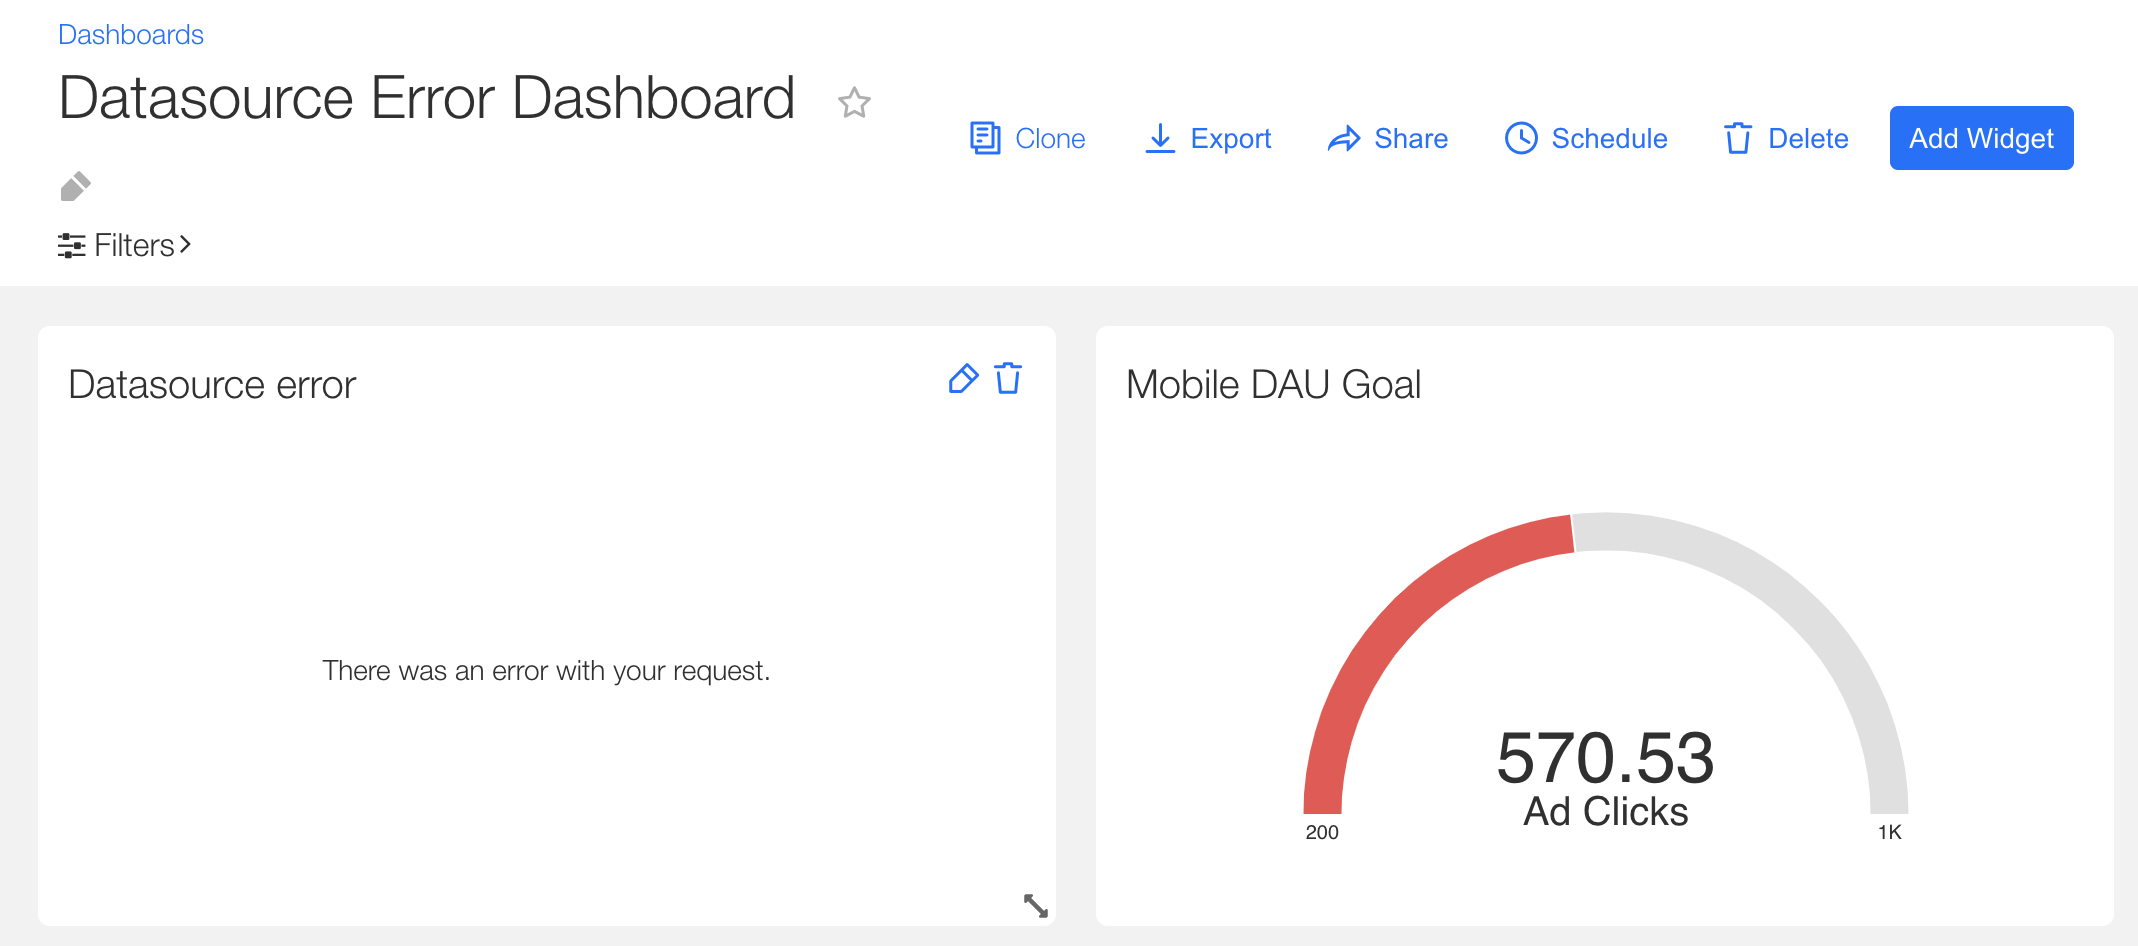 Dashboards
Datasource Error Dashboard
Clone
Export
Share
Schedule
Delete
Add Widget
Filters
Datasource error
There was an error with your request.
Mobile DAU Goal
570.53
Ad Clicks
200
1K